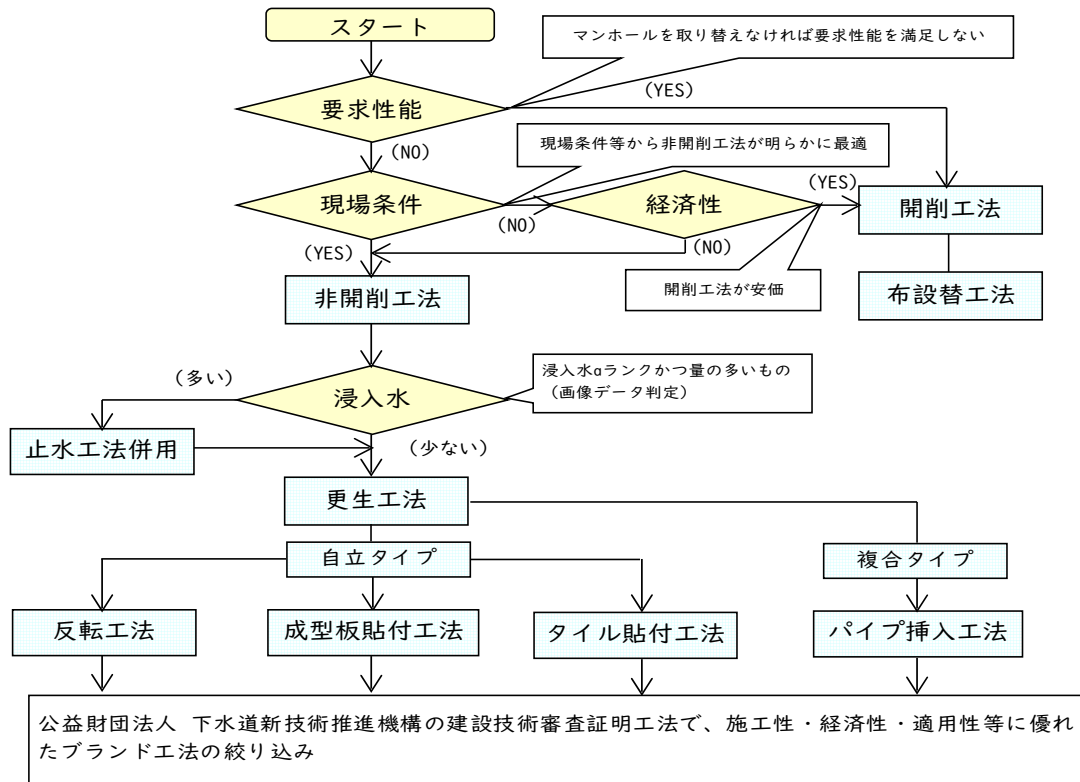 スタート
マンホールを取り替えなければ要求性能を満足しない
要求性能
(YES)
(NO)
現場条件等から非開削工法が明らかに最適
現場条件
(NO)
経済性
(YES)
開削工法
(YES)
(NO)
非開削工法
開削工法が安価
布設替工法
(多い)
浸入水
浸入水aランクかつ量の多いもの
(画像データ判定)
止水工法併用
(少ない)
更生工法
自立タイプ
複合タイプ
反転工法
成型板貼付工法
タイル貼付工法
パイプ挿入工法
公益財団法人 下水道新技術推進機構の建設技術審査証明工法で、施工性・経済性・適用性等に優れ
たブランド工法の絞り込み